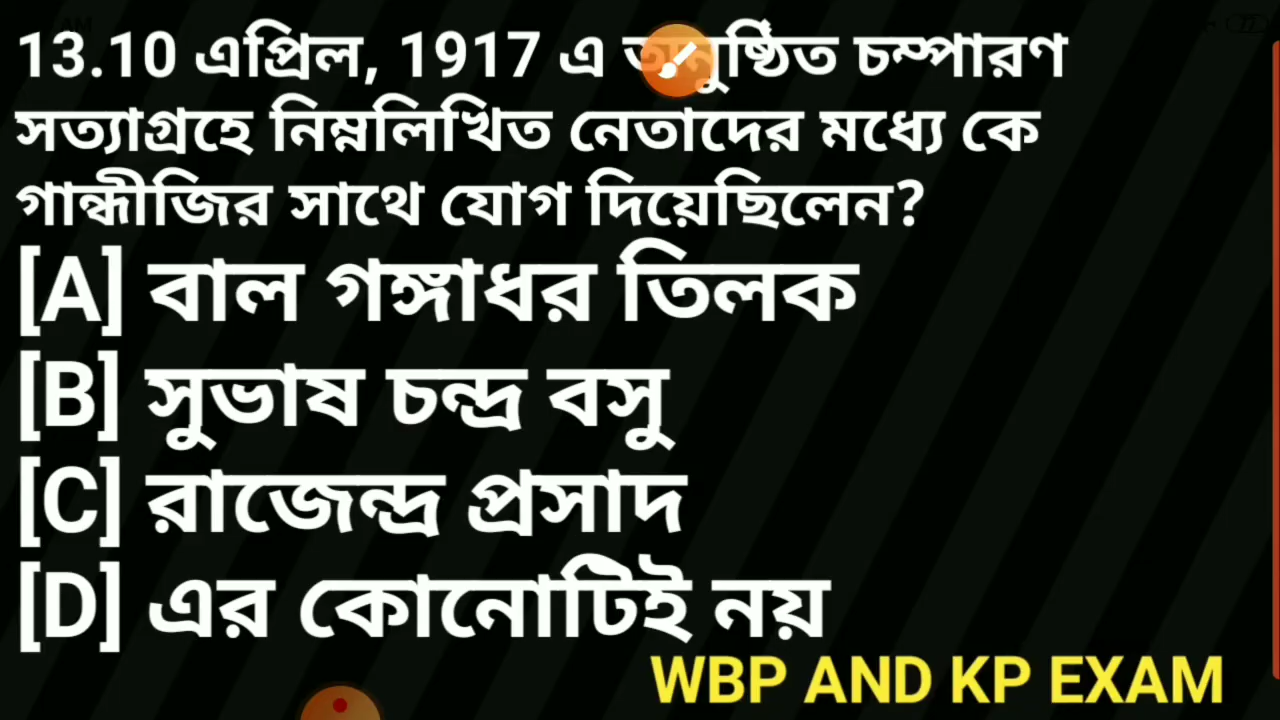 13.10 এপ্রিল, 1917 এ চম্পারণ
সত্যাগ্রহে নিম্নলিখিত নেতাদের মধ্যে কে
গান্ধীজির সাথে যোগ দিয়েছিলেন?
[A] বাল গঙ্গাধর তিলক
[B] সুভাষ চন্দ্র বসু
[C] রাজেন্দ্র প্রসাদ
[D] এর কোনোটিই নয়
WBP AND KP EXAM